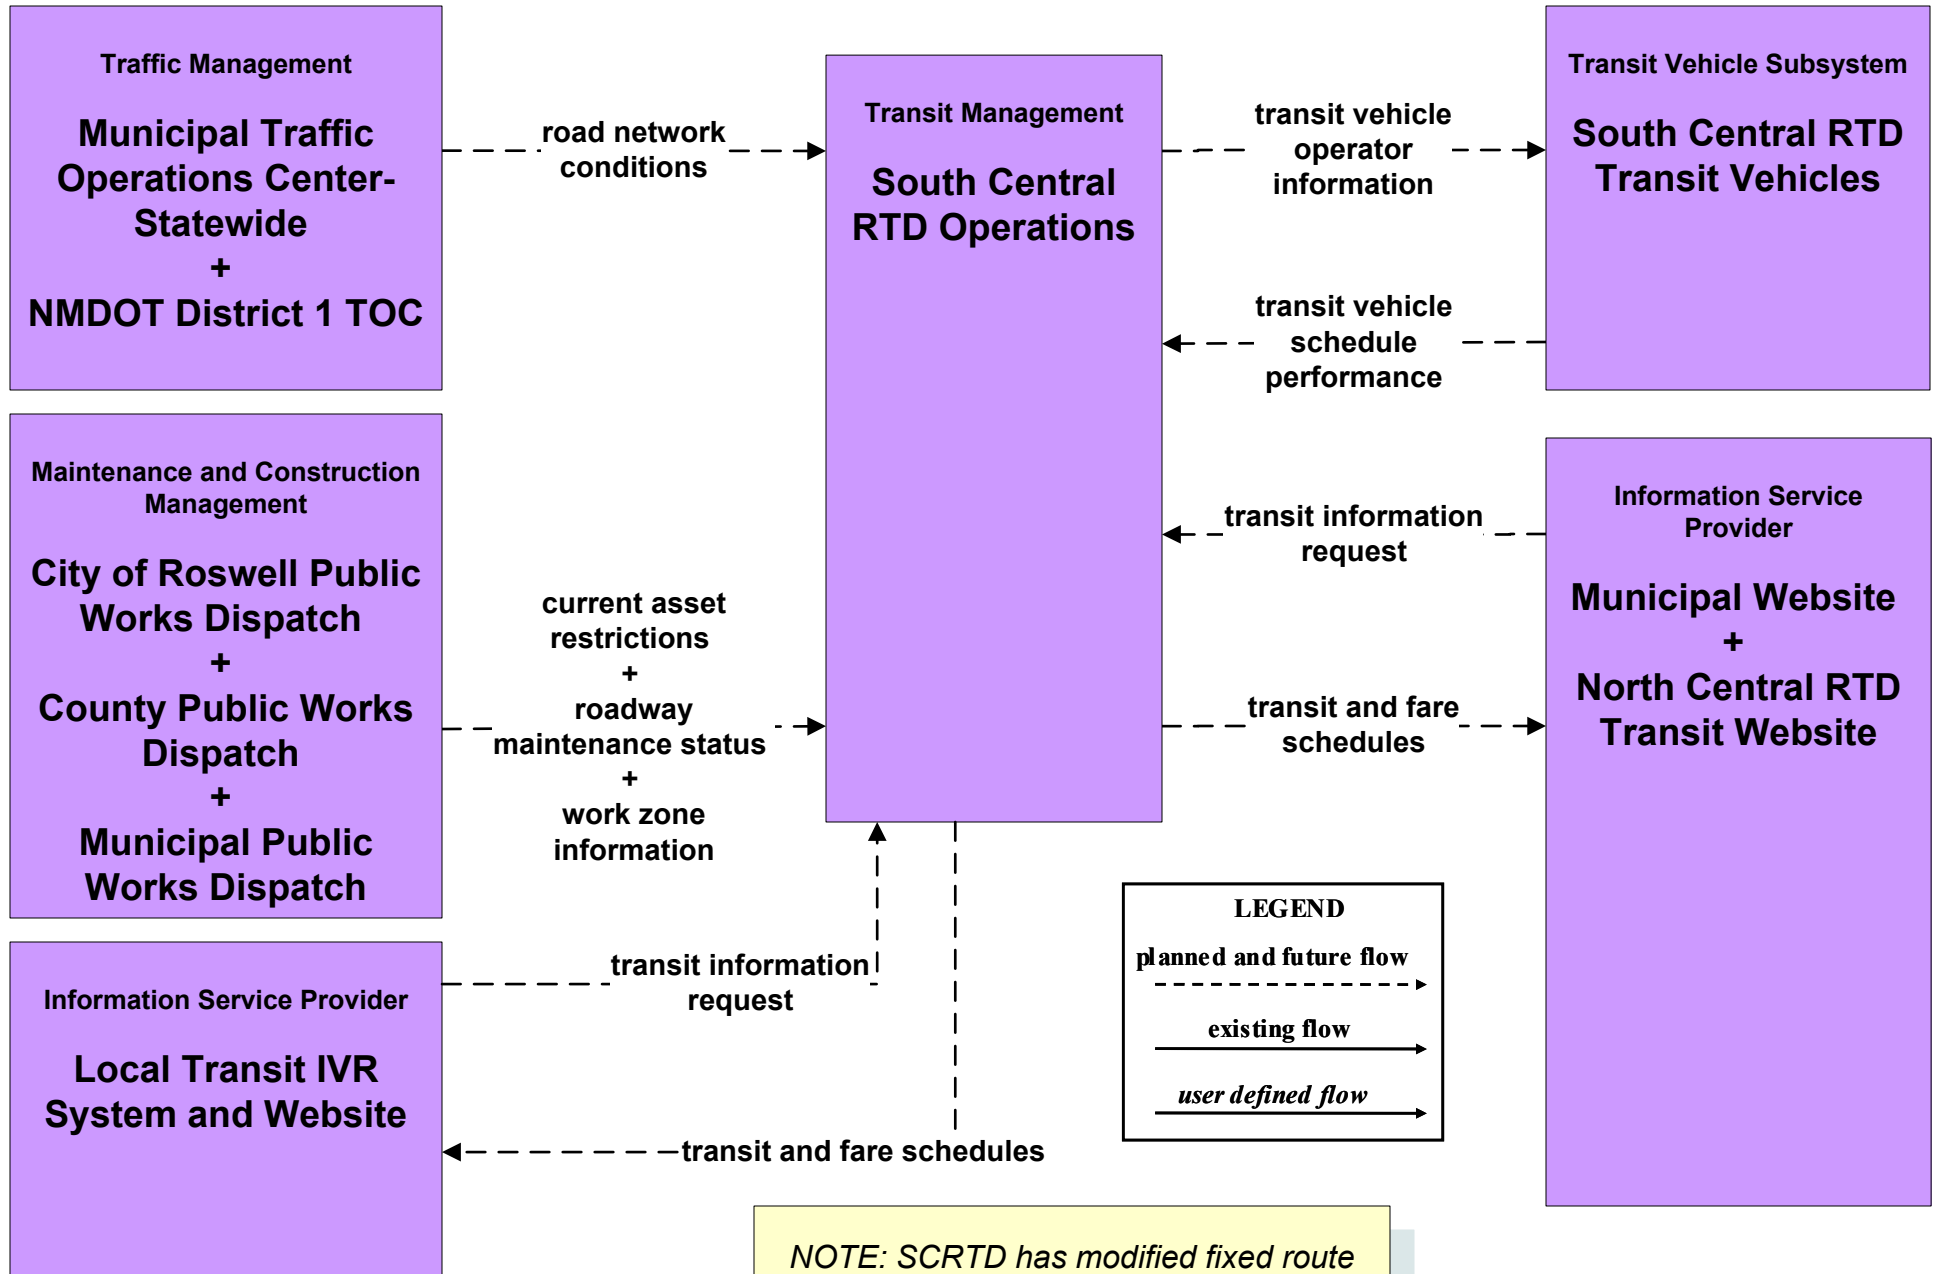 Traffic Management
Municipal Traffic
Operations Center-
Statewide
+
NMDOT District 1 TOC
road network
conditions
Transit Management
South Central
RTD Operations
transit vehicle
operator
information
Transit Vehicle Subsystem
South Central RTD
Transit Vehicles
transit vehicle
schedule
performance
Maintenance and Construction
Management
City of Roswell Public
Works Dispatch
+
County Public Works
Dispatch
+
Municipal Public
Works Dispatch
current asset
restrictions
+
roadway
maintenance status
+
work zone
information
transit information
request
Information Service
Provider
Municipal Website
+
North Central RTD
Transit Website
transit and fare
schedules
Information Service Provider
Local Transit IVR
System and Website
transit information
request
transit and fare schedules
LEGEND
planned and future flow
existing flow
user defined flow
NOTE: SCRTD has modified fixed route